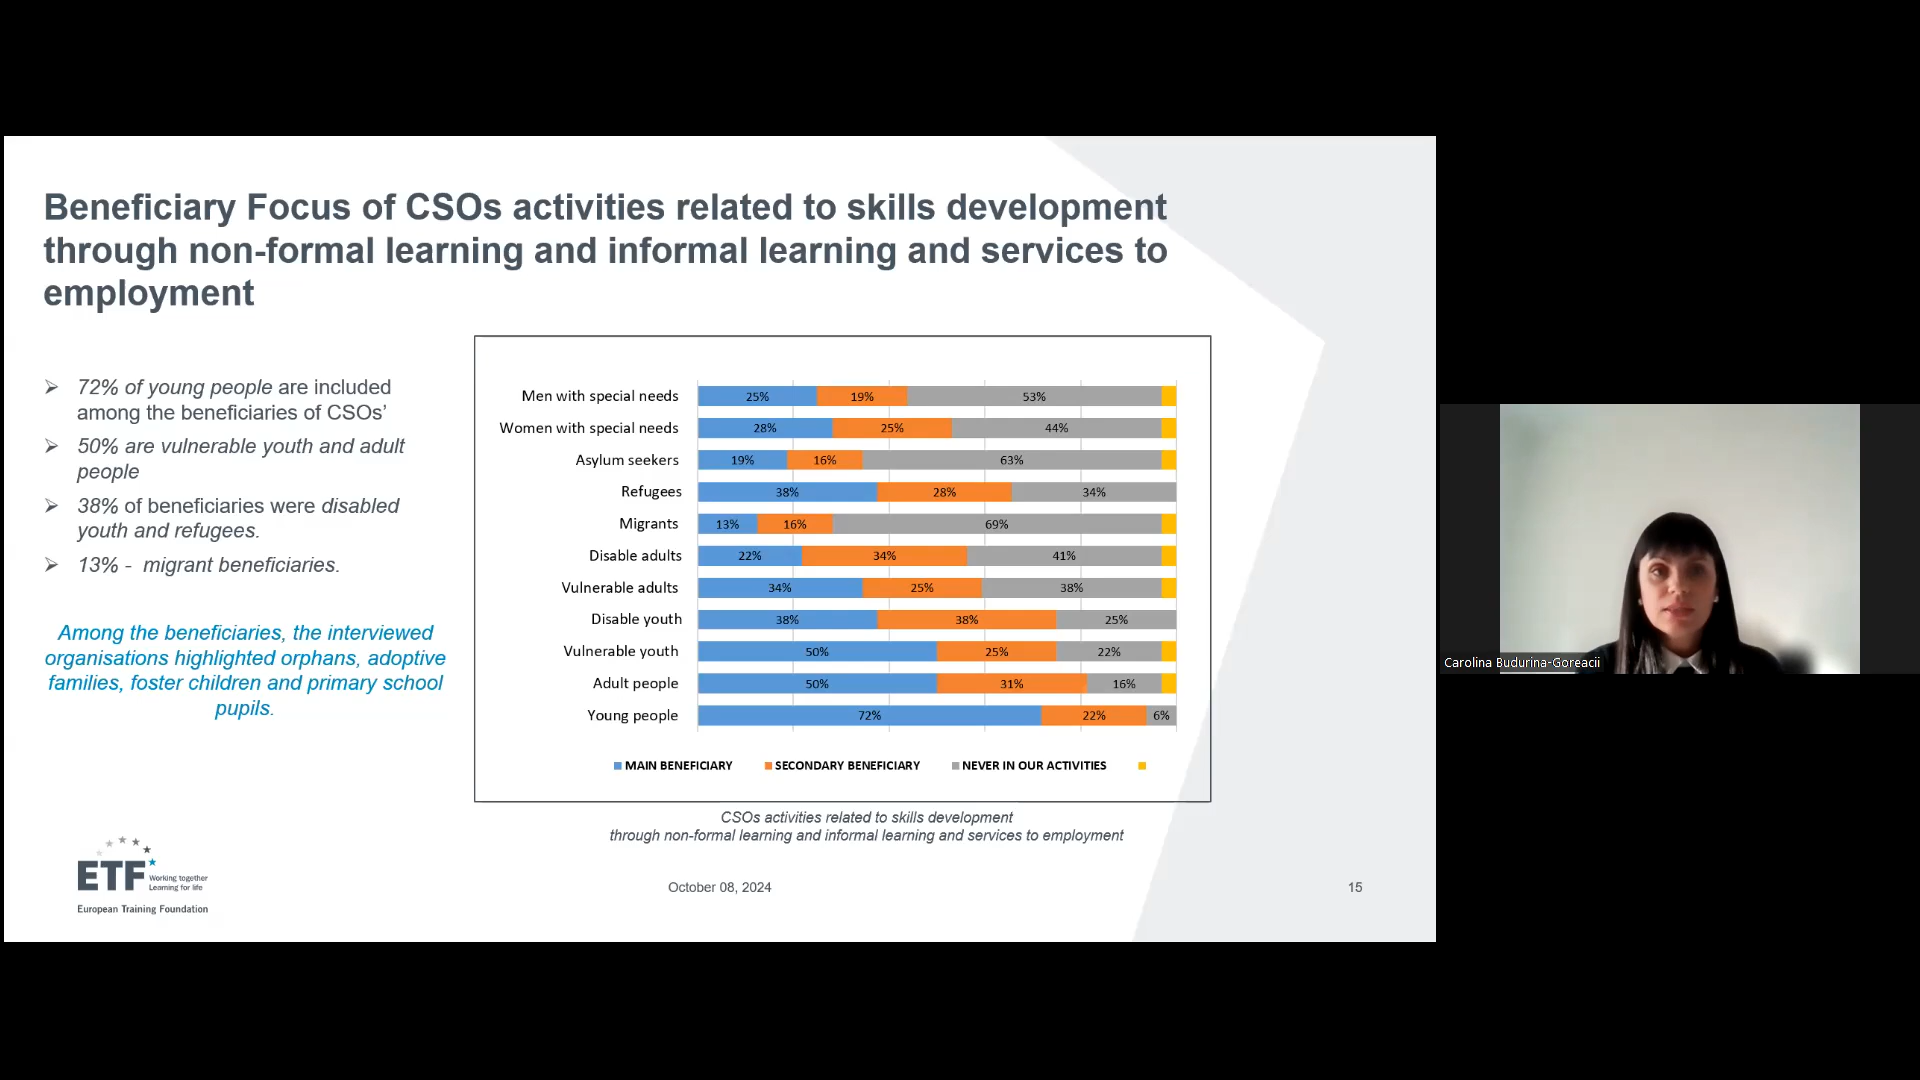 Beneficiary Focus of CSOs activities related to skills development
through non-formal learning and informal learning and services to
employment
72% of young people are included
among the beneficiaries of CSOs’
50% are vulnerable youth and adult
people
38% of beneficiaries were disabled
youth and refugees.
13% - migrant beneficiaries.
Among the beneficiaries, the interviewed
organisations highlighted orphans, adoptive
families, foster children and primary school
pupils.
Men with special needs 25% 19% 53%
Women with special needs 28% 25% 44%
Asylum seekers 19% 16% 63%
Refugees 38% 28% 34%
Migrants 13% 16% 69%
Disable adults 22% 34% 41%
Vulnerable adults 34% 25% 38%
Disable youth 38% 38% 25%
Vulnerable youth 50% 25% 22%
Adult people 50% 31% 16%
Young people 72% 22% 6%
MAIN BENEFICIARY SECONDARY BENEFICIARY NEVER IN OUR ACTIVITIES
CSOs activities related to skills development
through non-formal learning and informal learning and services to employment
ETF Working together
Learning for life
European Training Foundation
October 08, 2024
15
Carolina Budurina-Goreacii